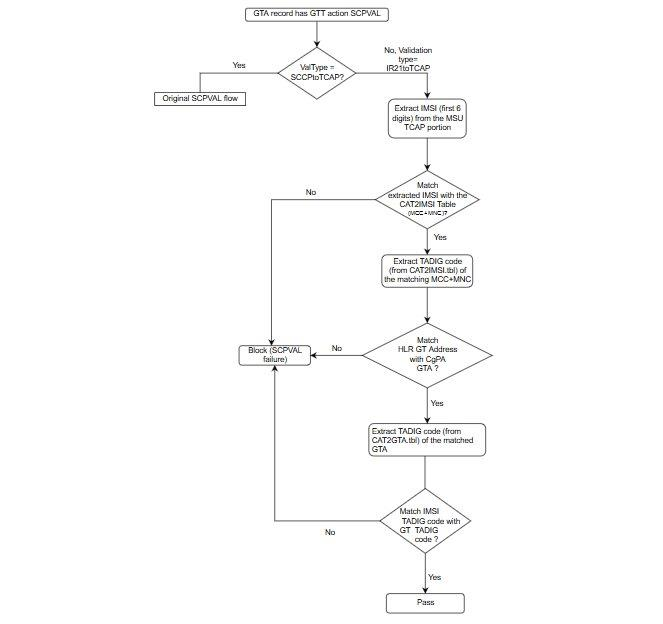 GTA record has GTT action SCPVAL
Yes
ValType =
SCCPtoTCAP?
No, Validation
type=
IR21toTCAP
Original SCPVAL flow
Extract IMSI (first 6
digits) from the MSU
TCAP portion
No
Match
extracted IMSI with the
CAT2IMSI Table
(MCC+MNC)?
Yes
Extract TADIG code
(from CAT2IMSI.tbl) of
the matching MCC+MNC
Match
HLR GT Address
with CgPA
GTA ?
No
Block (SCPVAL
failure)
Yes
Extract TADIG code (from
CAT2GTA.tbl) of the matched
GTA
Match IMSI
TADIG code with
GT TADIG
code ?
No
Yes
Pass